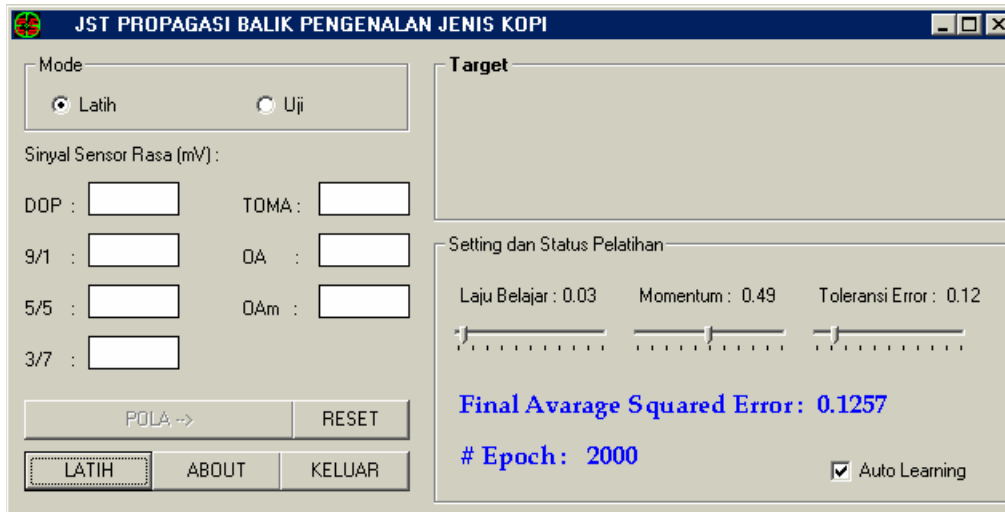 JST PROPAGASI BALIK PENGENALAN JENIS KOPI
Mode
Latih Uji
Sinyal Sensor Rasa (mV) :
DOP : TOMA :
9/1 : OA :
5/5 : OAm :
3/7 :
POLA -->
RESET
LATIH
ABOUT
KELUAR
Target
Setting dan Status Pelatihan
Laju Belajar : 0.03 Momentum : 0.49 Toleransi Error : 0.12
Final Avarage Squared Error : 0.1257
# Epoch : 2000
Auto Learning